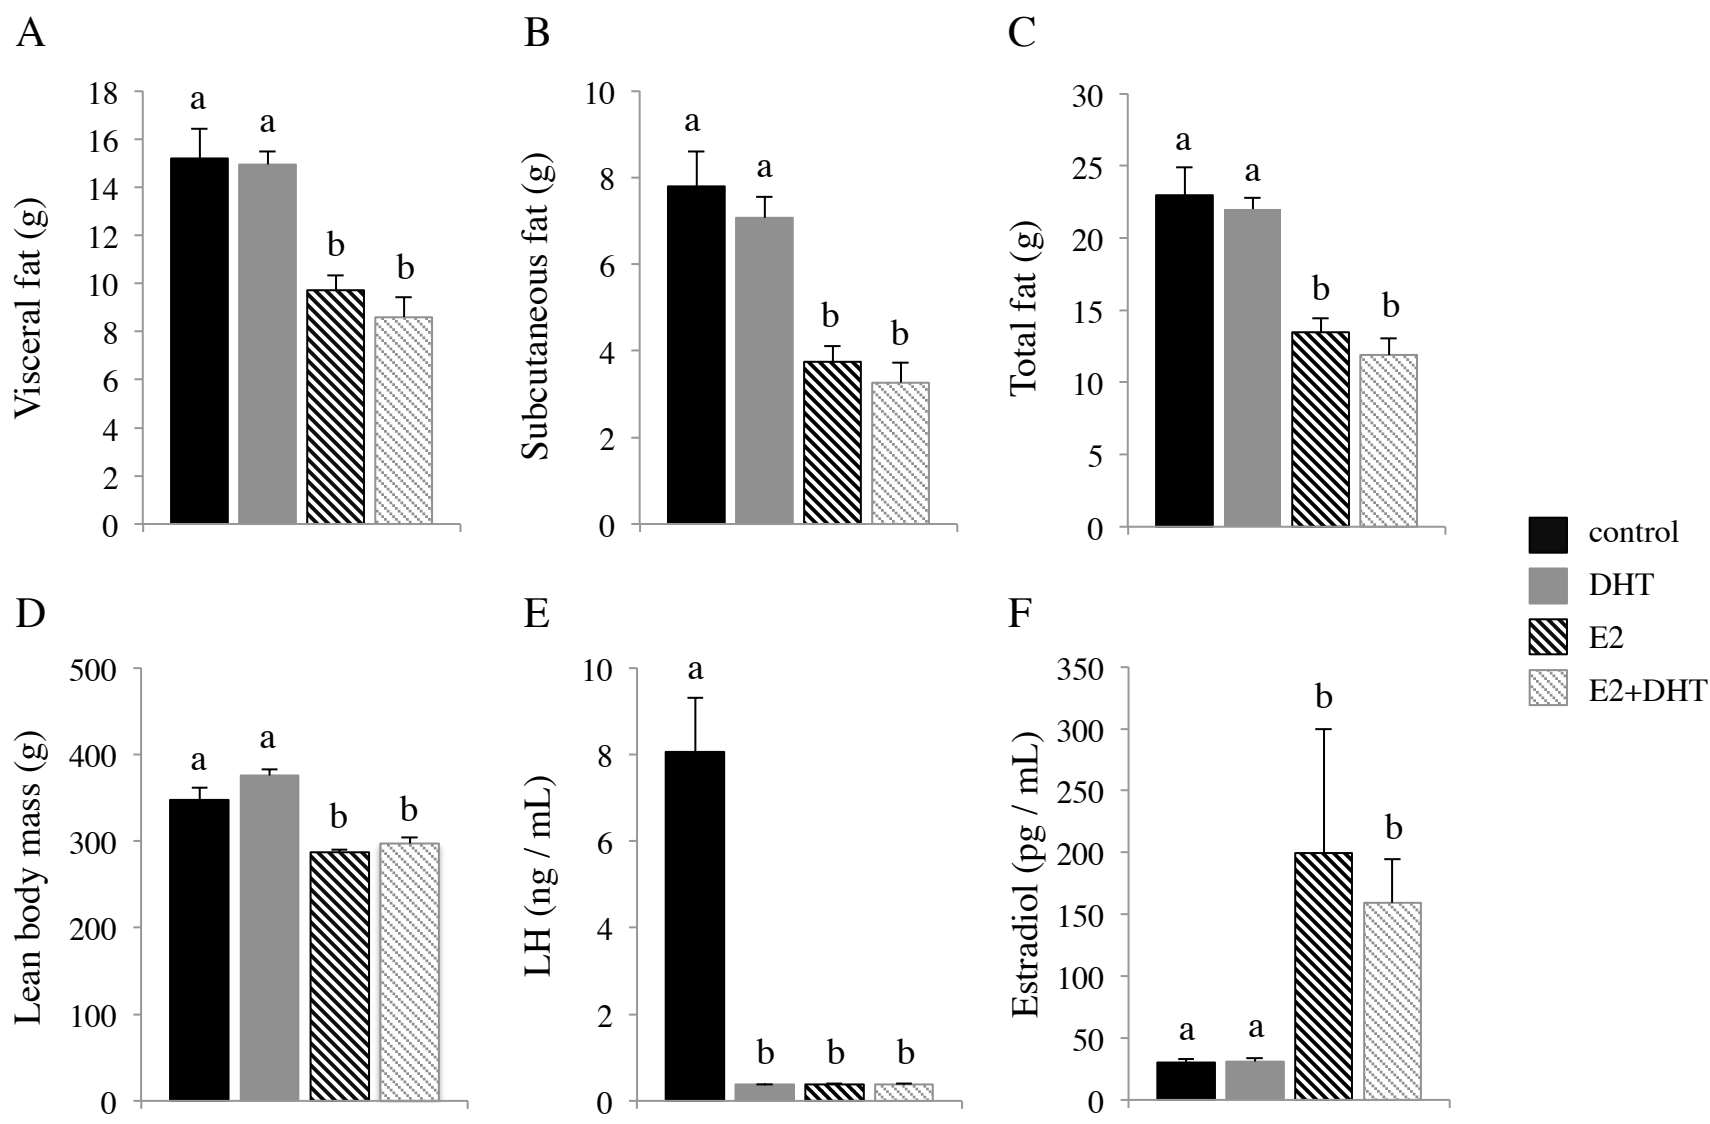 A
B
C
18
16
14
12
10
8
6
4
2
0
Visceral fat (g)
a
a
b
b
10
8
6
4
2
0
Subcutaneous fat (g)
a
a
b
b
30
25
20
15
10
5
0
Total fat (g)
a
a
b
b
control
DHT
E2
E2+DHT
D
E
F
500
400
300
200
100
0
Lean body mass (g)
a
a
b
b
10
8
6
4
2
0
LH (ng / mL)
a
b
b
b
350
300
250
200
150
100
50
0
Estradiol (pg / mL)
a
a
b
b